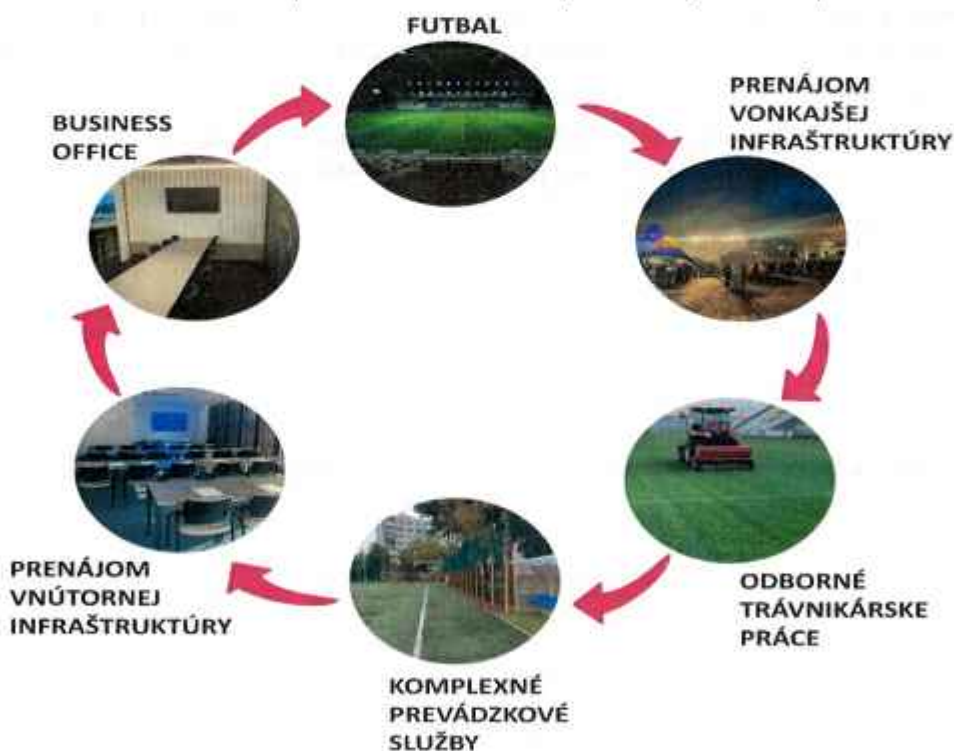 FUTBAL
PRENÁJOM
VONKAJŠEJ
INFRAŠTRUKTÚRY
BUSINESS
OFFICE
PRENÁJOM
VNÚTORNEJ
INFRAŠTRUKTÚRY
ODBORNÉ
TRÁVNIKÁRSKE
PRÁCE
KOMPLEXNÉ
PREVÁDZKOVÉ
SLUŽBY